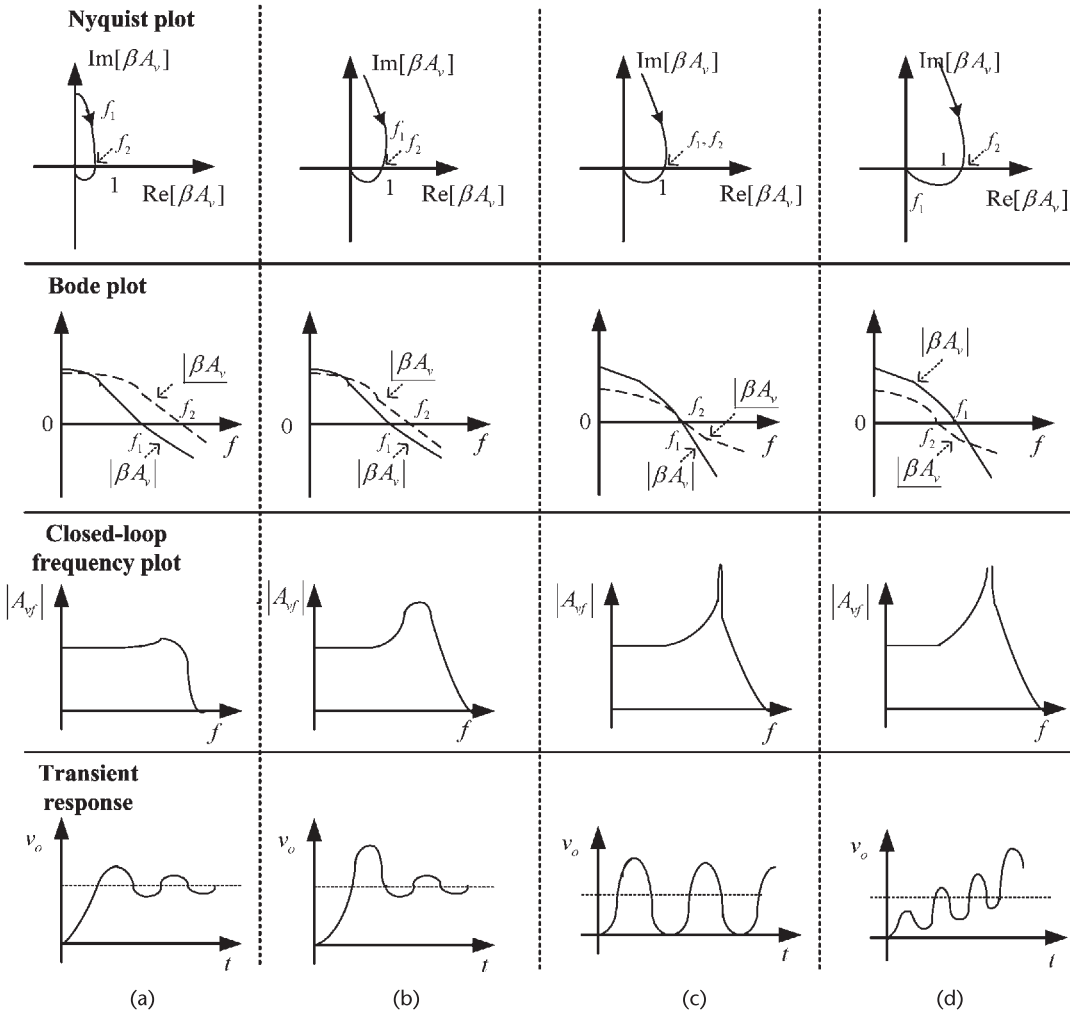 Nyquist plot
Im[βA_v]
f_1
f_2
1
Re[βA_v]
Im[βA_v]
f_1
f_2
1
Re[βA_v]
Im[βA_v]
f_1, f_2
1
Re[βA_v]
Im[βA_v]
1
f_2
f_1
Re[βA_v]
Bode plot
βA_v
f_2
0
f_1
f
|βA_v|
βA_v
f_2
0
f_1
f
|βA_v|
f_2
βA_v
0
f_1
f
|βA_v|
|βA_v|
f_1
0
f_2
f
βA_v
Closed-loop
frequency plot
|A_vf|
f
|A_vf|
f
|A_vf|
f
|A_vf|
f
Transient
response
v_o
t
v_o
t
v_o
t
v_o
t
(a)
(b)
(c)
(d)